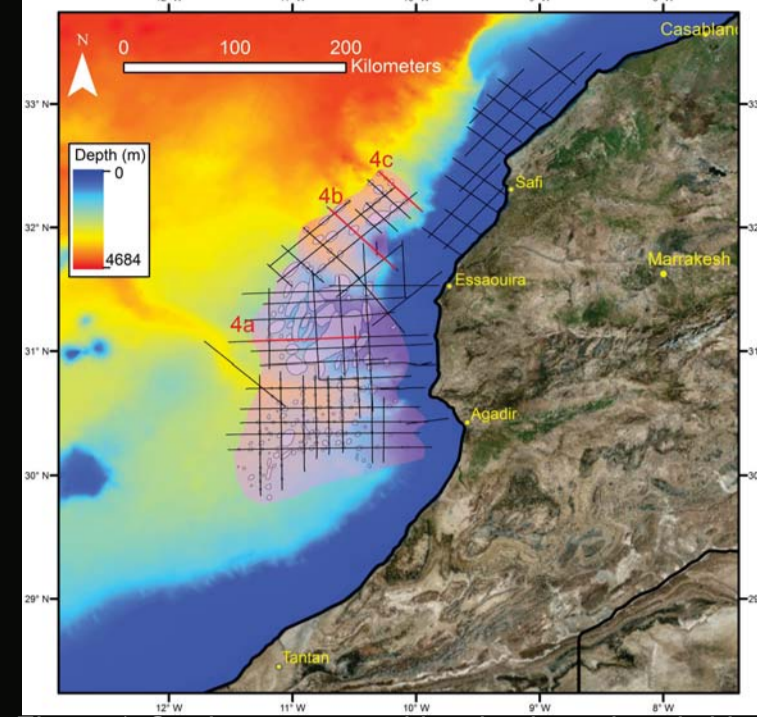 Casablanc
N
0 100 200
Kilometers
33° N
Depth (m)
0
4684
4c
4b
4a
Safi
32° N
Marrakesh
Essaouira
31° N
Agadir
30° N
29° N
Tantan
12° W 11° W 10° W 9° W 8° W